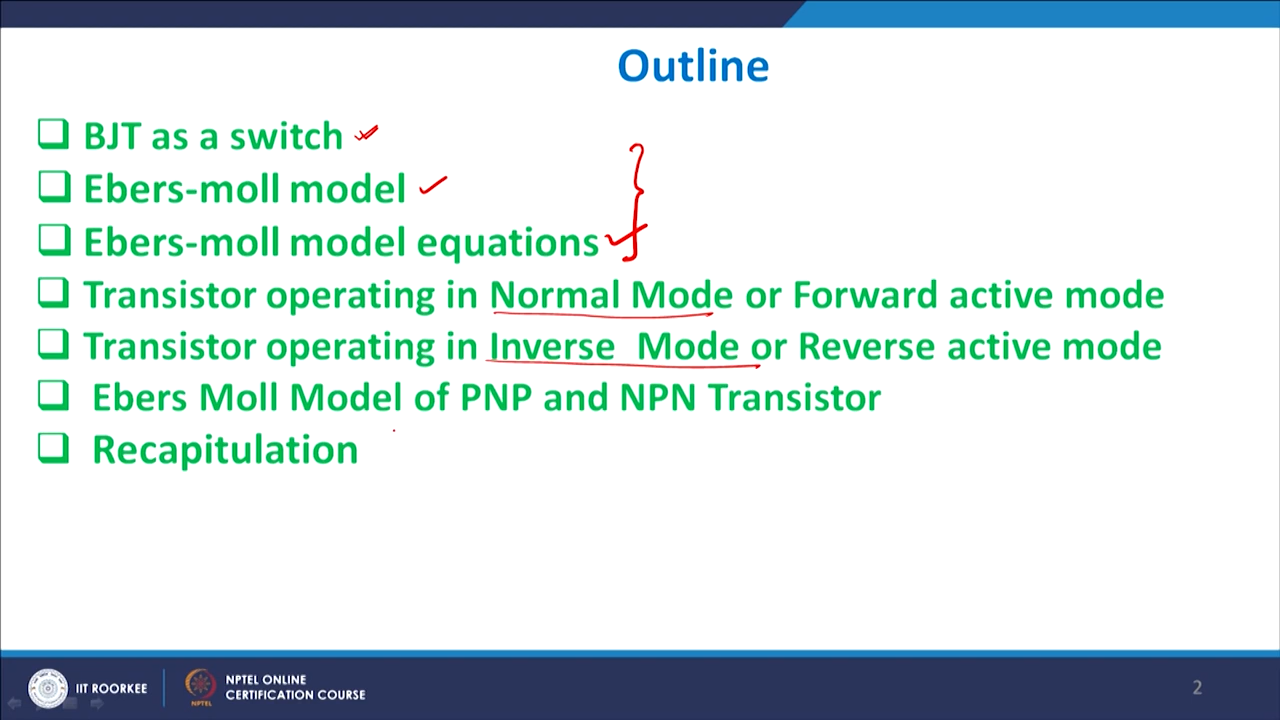 Outline
BJT as a switch
Ebers-moll model
Ebers-moll model equations
Transistor operating in Normal Mode or Forward active mode
Transistor operating in Inverse Mode or Reverse active mode
Ebers Moll Model of PNP and NPN Transistor
Recapitulation
IIT ROORKEE
NPTEL
NPTEL ONLINE
CERTIFICATION COURSE
2